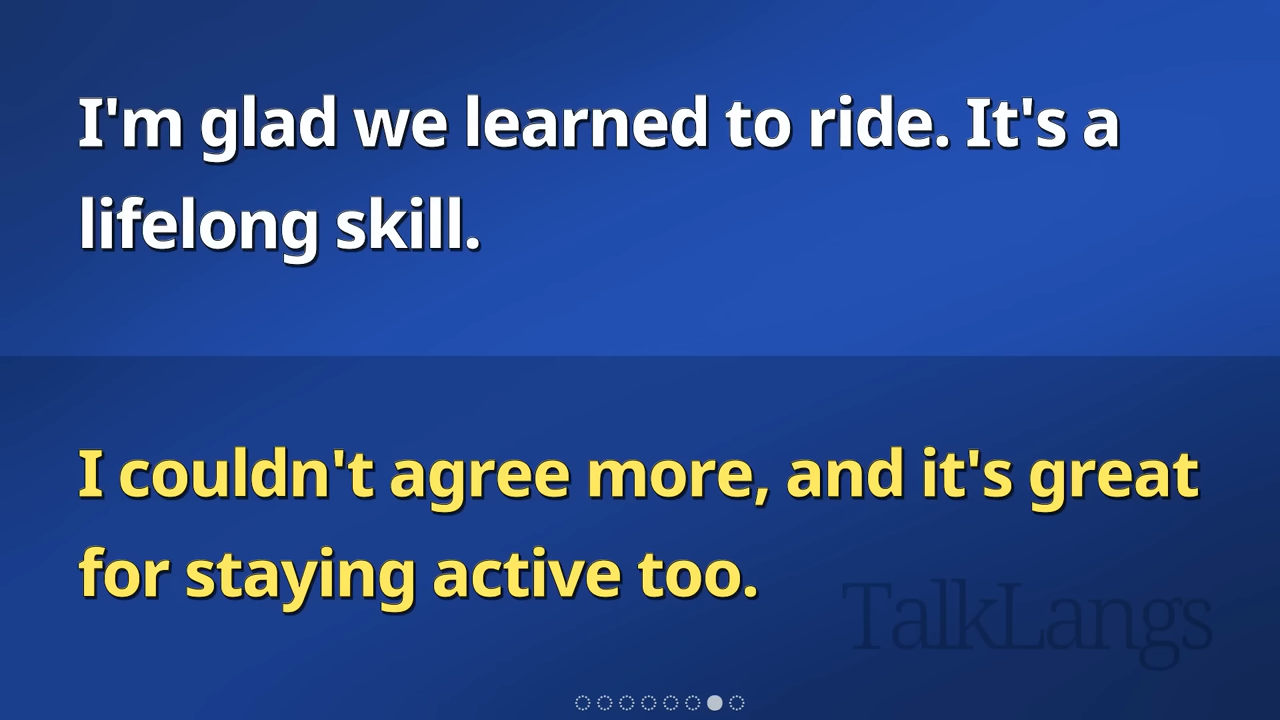 I'm glad we learned to ride. It's a
lifelong skill.
I couldn't agree more, and it's great
for staying active too.
TalkLangs